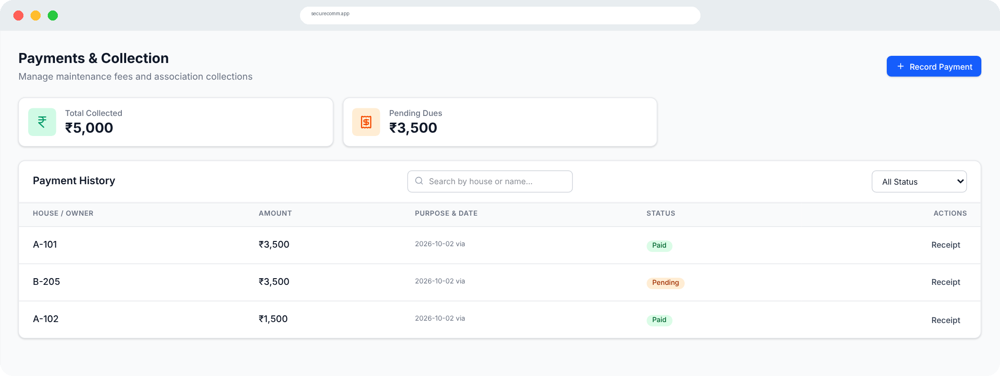 securecomm.app
Payments & Collection
Manage maintenance fees and association collections
+ Record Payment
Total Collected
₹5,000
Pending Dues
₹3,500
Payment History
Search by house or name...
All Status
HOUSE / OWNER AMOUNT PURPOSE & DATE STATUS ACTIONS
A-101 ₹3,500 2026-10-02 via Paid Receipt
B-205 ₹3,500 2026-10-02 via Pending Receipt
A-102 ₹1,500 2026-10-02 via Paid Receipt